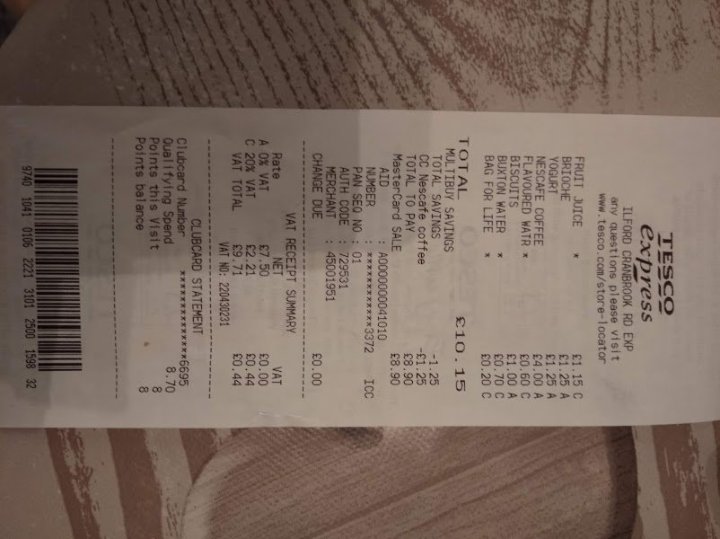 TESCO
express
ILFORD CRANBROOK RD EXP
any questions please visit
www.tesco.com/store-locator
FRUIT JUICE * £1.15 C
BRIOCHE £1.25 A
YOGURT £1.25 A
NESCAFE COFFEE £4.00 A
FLAVOURED WATR * £0.60 C
BISCUITS £1.00 A
BUXTON WATER * £0.70 C
BAG FOR LIFE * £0.20 C
TOTAL £10.15
MULTIBUY SAVINGS
CC Nescafe coffee -1.25
TOTAL SAVINGS -£1.25
TOTAL TO PAY £8.90
MasterCard SALE £8.90
AID : A0000000041010
NUMBER : ************3372 ICC
PAN SEQ NO : 01
AUTH CODE : 729531
MERCHANT : 45001951
CHANGE DUE £0.00
VAT RECEIPT SUMMARY
Rate NET VAT
A 0% VAT £7.50 £0.00
C 20% VAT £2.21 £0.44
VAT TOTAL £9.71 £0.44
VAT NO: 220430231
CLUBCARD STATEMENT
Clubcard Number **************6695
Qualifying Spend 8.70
Points this Visit 8
Points balance 8
9740 1041 0106 2221 3101 2500 1598 32